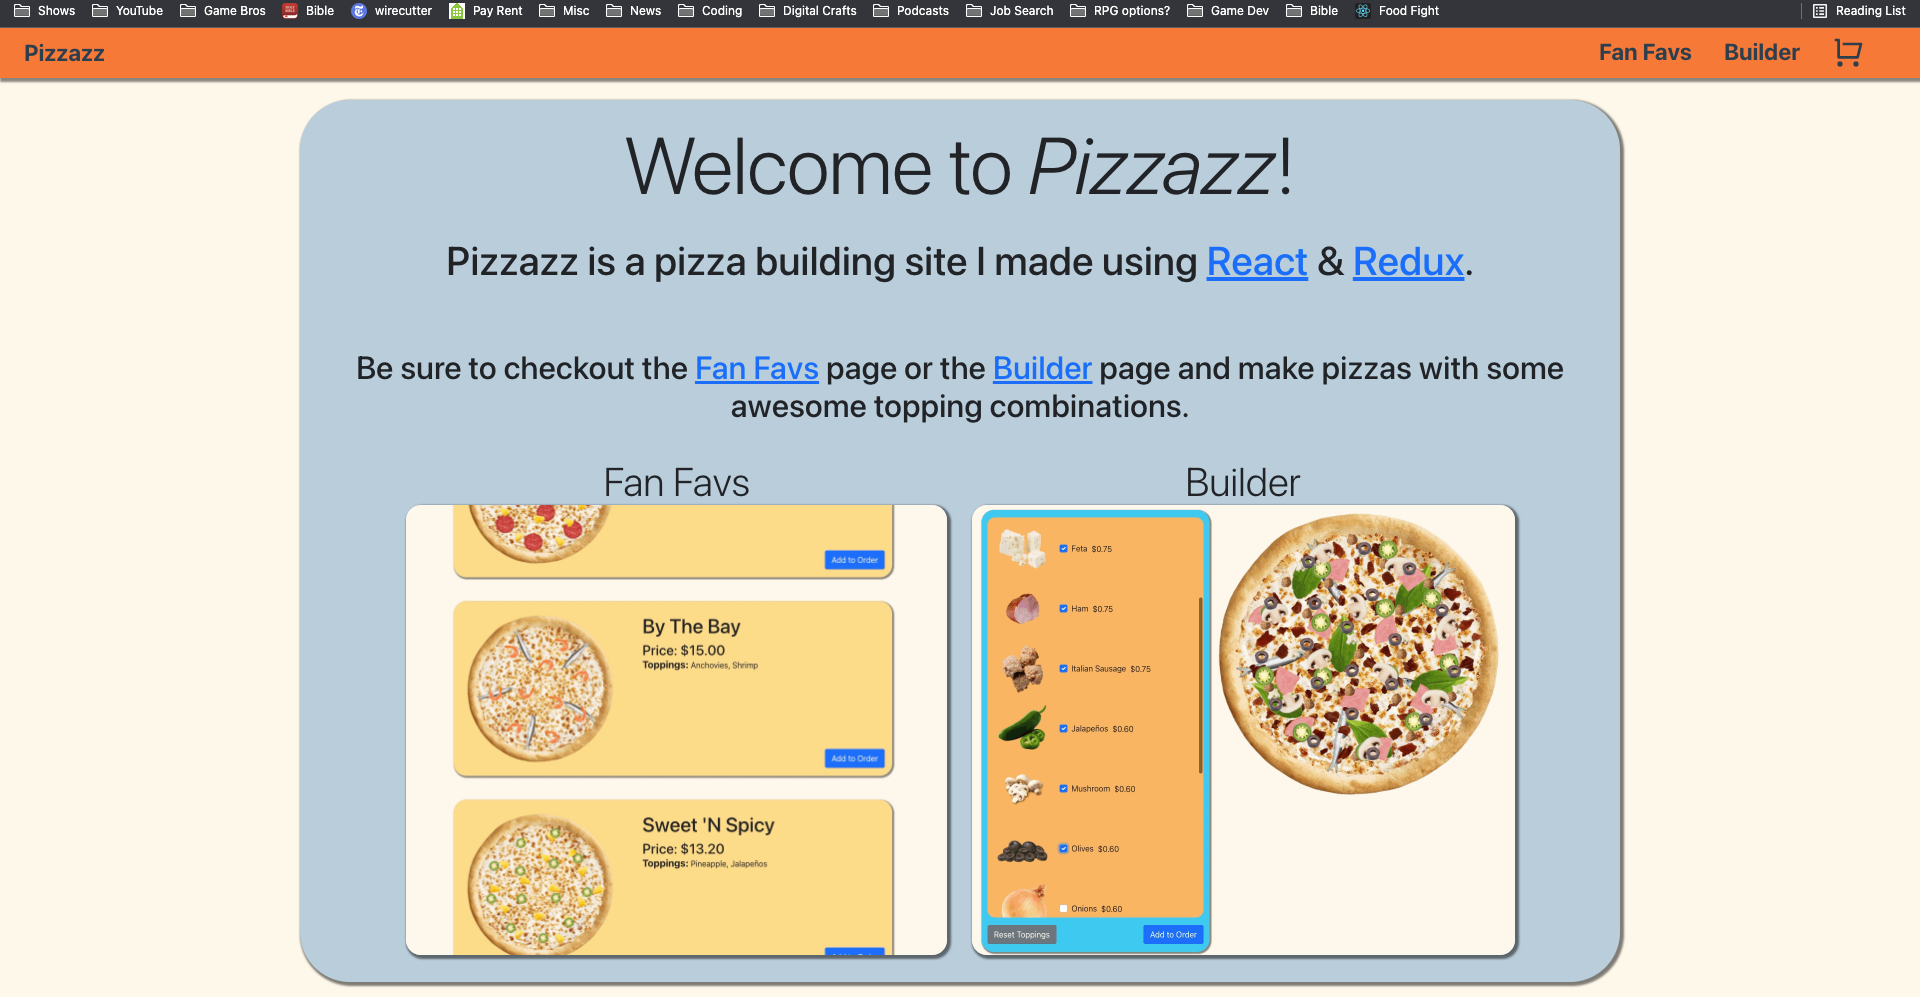 Shows YouTube Game Bros Bible wirecutter Pay Rent Misc News Coding Digital Crafts Podcasts Job Search RPG options? Game Dev Bible Food Fight Reading List
Pizzazz Fan Favs Builder
Welcome to Pizzazz!
Pizzazz is a pizza building site I made using React & Redux.
Be sure to checkout the Fan Favs page or the Builder page and make pizzas with some
awesome topping combinations.
Fan Favs
Add to Order
By The Bay
Price: $15.00
Toppings: Anchovies, Shrimp
Add to Order
Sweet 'N Spicy
Price: $13.20
Toppings: Pineapple, Jalapeños
Builder
Feta $0.75
Ham $0.75
Italian Sausage $0.75
Jalapeños $0.60
Mushroom $0.60
Olives $0.60
Onions $0.60
Reset Toppings Add to Order